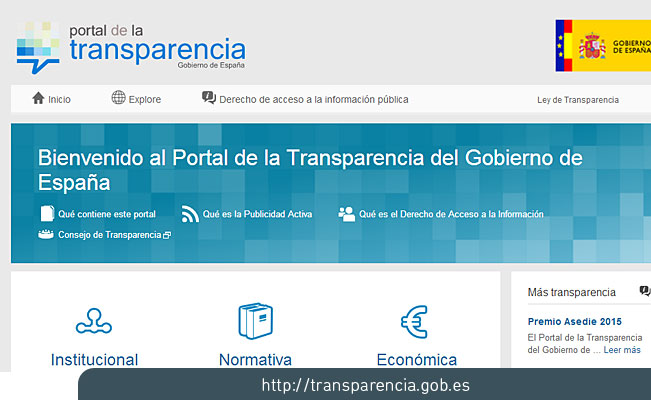 portal de la
transparencia
Gobierno de España
GOBIERNO
DE ESPAÑA
Inicio
Explore
Derecho de acceso a la información pública
Ley de Transparencia
Bienvenido al Portal de la Transparencia del Gobierno de
España
Qué contiene este portal
Qué es la Publicidad Activa
Qué es el Derecho de Acceso a la Información
Consejo de Transparencia
Institucional
Normativa
Económica
Más transparencia
Premio Asedie 2015
El Portal de la Transparencia
del Gobierno de ... Leer más
http://transparencia.gob.es